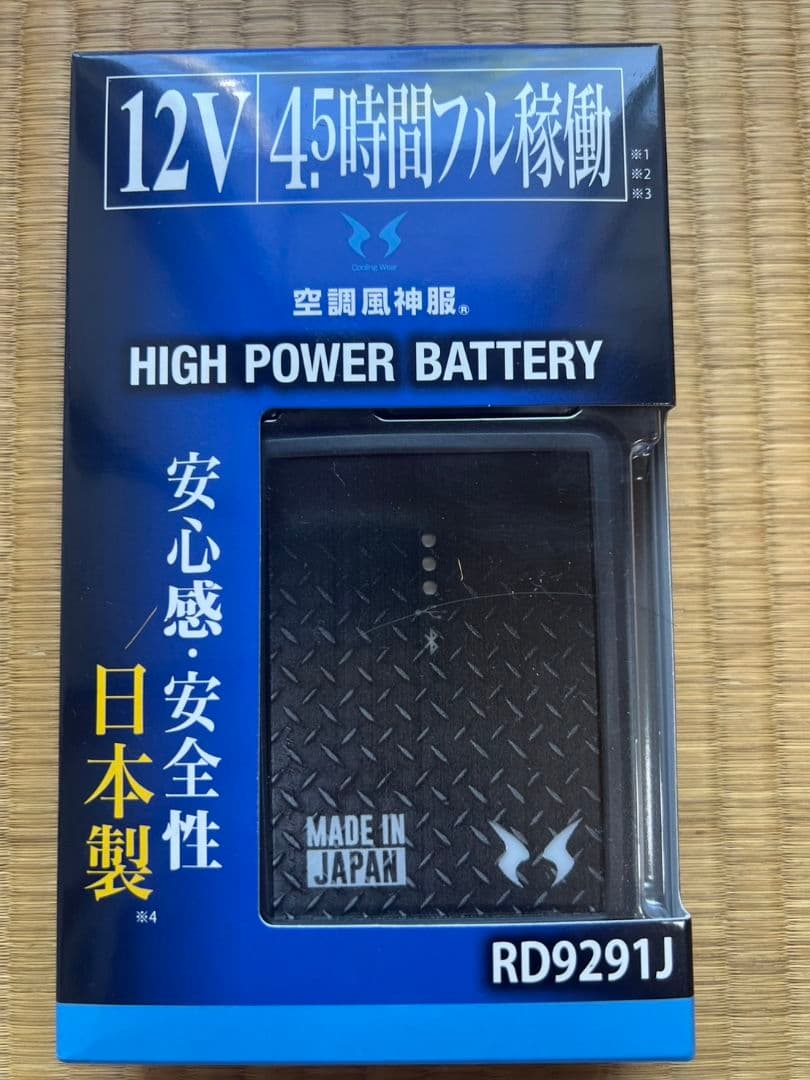 12V 4.5時間フル稼働
※1
※2
※3
Cooling Wear
空調風神服®
HIGH POWER BATTERY
安心感・安全性
日本製
※4
MADE IN
JAPAN
RD9291J